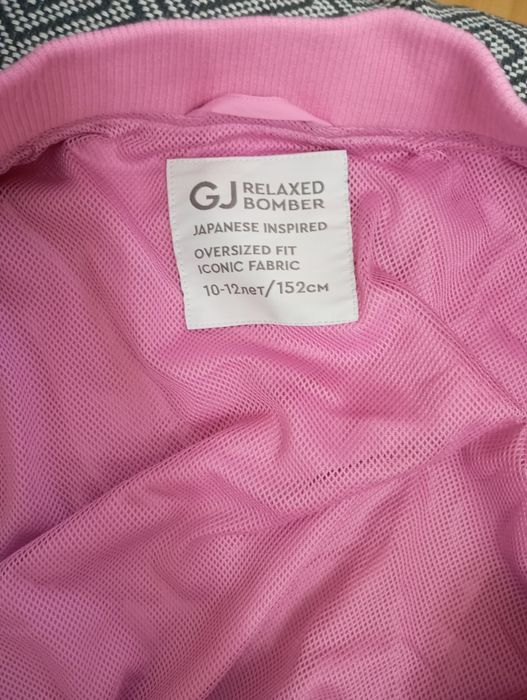 GJ RELAXED
BOMBER
JAPANESE INSPIRED
OVERSIZED FIT
ICONIC FABRIC
10-12лет/152см